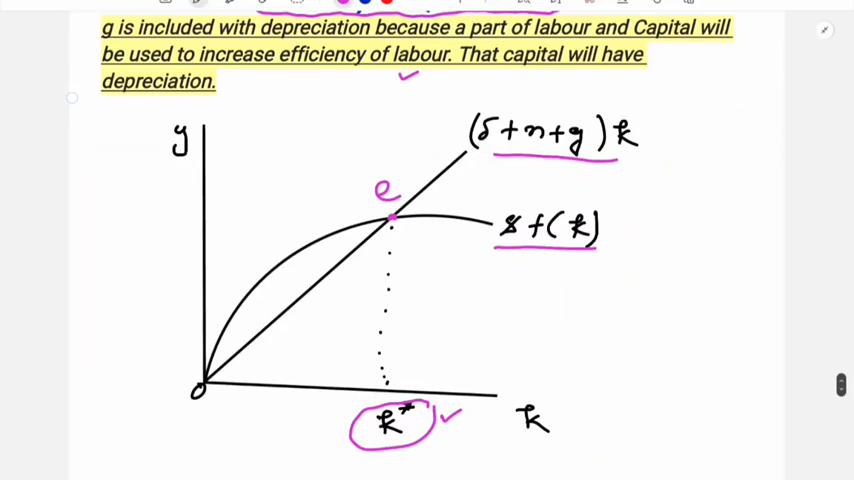 g is included with depreciation because a part of labour and Capital will
be used to increase efficiency of labour. That capital will have
depreciation.
y
(δ+n+g)k
e
sf(k)
0
k*
k